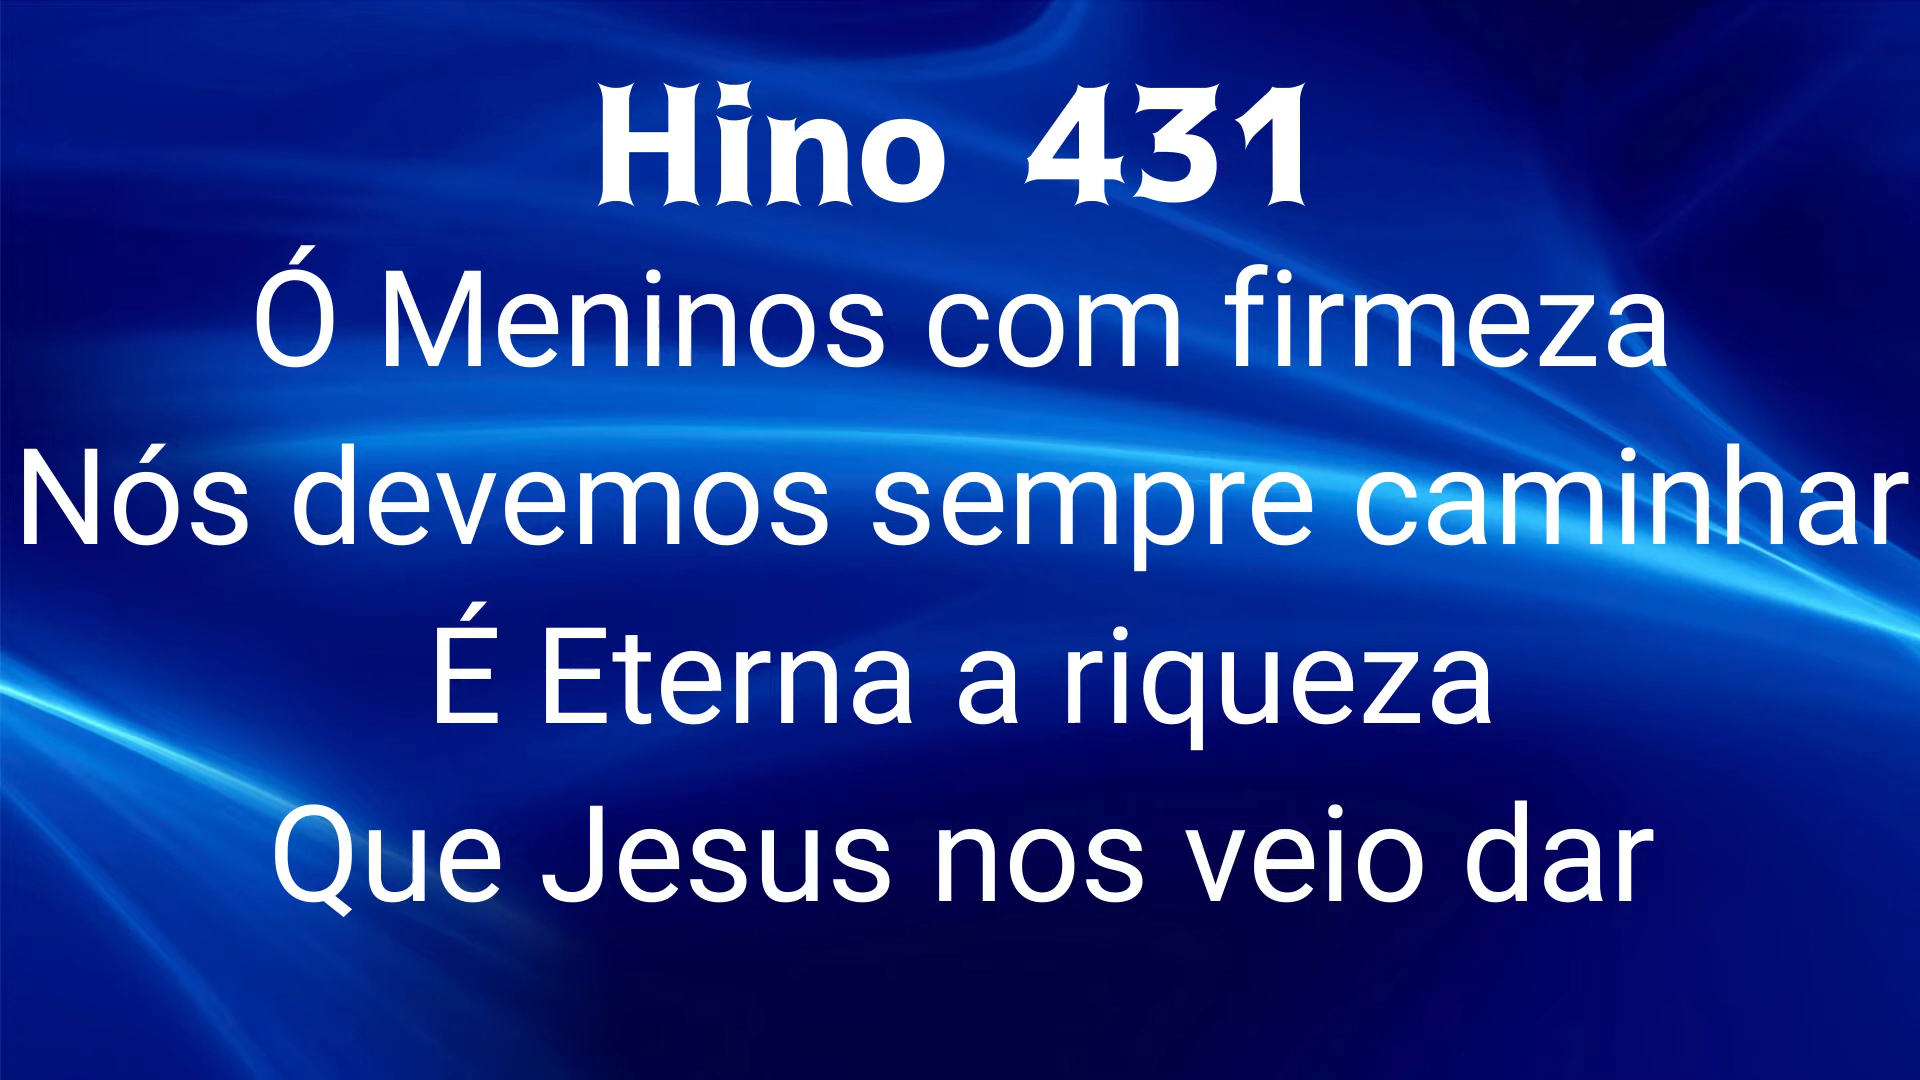 Hino 431
Ó Meninos com firmeza
Nós devemos sempre caminhar
É Eterna a riqueza
Que Jesus nos veio dar